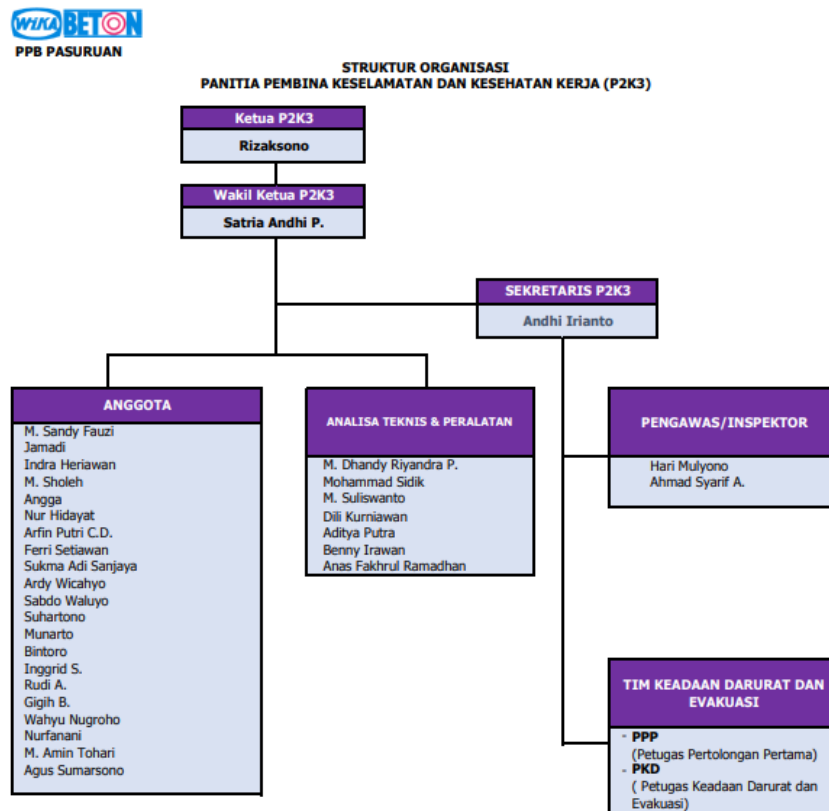 WIKA BETON
PPB PASURUAN
STRUKTUR ORGANISASI
PANITIA PEMBINA KESELAMATAN DAN KESEHATAN KERJA (P2K3)
Ketua P2K3
Rizaksono
Wakil Ketua P2K3
Satria Andhi P.
SEKRETARIS P2K3
Andhi Irianto
ANGGOTA
M. Sandy Fauzi
Jamadi
Indra Heriawan
M. Sholeh
Angga
Nur Hidayat
Arfin Putri C.D.
Ferri Setiawan
Sukma Adi Sanjaya
Ardy Wicahyo
Sabdo Waluyo
Suhartono
Munarto
Bintoro
Inggrid S.
Rudi A.
Gigih B.
Wahyu Nugroho
Nurfanani
M. Amin Tohari
Agus Sumarsono
ANALISA TEKNIS & PERALATAN
M. Dhandy Riyandra P.
Mohammad Sidik
M. Suliswanto
Dili Kurniawan
Aditya Putra
Benny Irawan
Anas Fakhrul Ramadhan
PENGAWAS/INSPEKTOR
Hari Mulyono
Ahmad Syarif A.
TIM KEADAAN DARURAT DAN
EVAKUASI
- PPP
(Petugas Pertolongan Pertama)
- PKD
( Petugas Keadaan Darurat dan
Evakuasi)